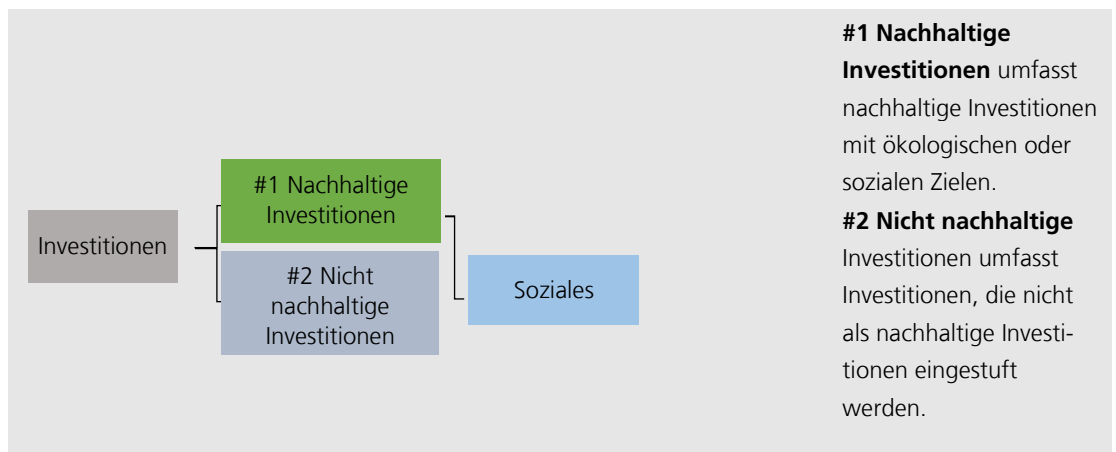 Investitionen
#1 Nachhaltige
Investitionen
#2 Nicht
nachhaltige
Investitionen
Soziales
#1 Nachhaltige
Investitionen umfasst
nachhaltige Investitionen
mit ökologischen oder
sozialen Zielen.
#2 Nicht nachhaltige
Investitionen umfasst
Investitionen, die nicht
als nachhaltige Investi-
tionen eingestuft
werden.